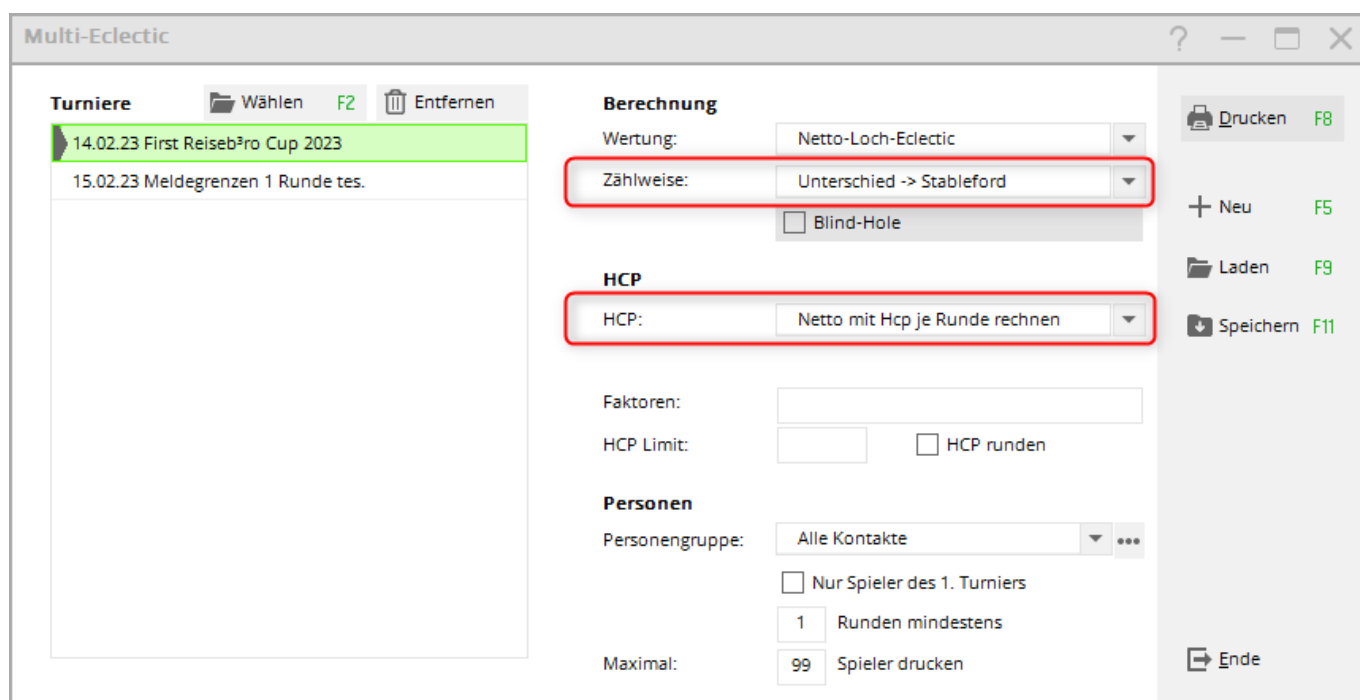 Multi-Eclectic
Turniere
Wählen F2
Entfernen
14.02.23 First Reiseb³ro Cup 2023
15.02.23 Meldegrenzen 1 Runde tes.
Berechnung
Wertung: Netto-Loch-Eclectic
Zählweise: Unterschied -> Stableford
Blind-Hole
HCP
HCP: Netto mit Hcp je Runde rechnen
Faktoren:
HCP Limit:
HCP runden
Personen
Personengruppe: Alle Kontakte
Nur Spieler des 1. Turniers
1 Runden mindestens
Maximal: 99 Spieler drucken
Drucken F8
Neu F5
Laden F9
Speichern F11
Ende